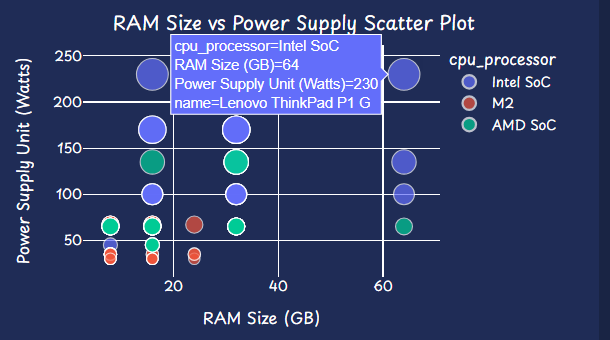 RAM Size vs Power Supply Scatter Plot
cpu_processor=Intel SoC
RAM Size (GB)=64
Power Supply Unit (Watts)=230
name=Lenovo ThinkPad P1 G
cpu_processor
Intel SoC
M2
AMD SoC
Power Supply Unit (Watts)
250
200
150
100
50
20
40
60
RAM Size (GB)